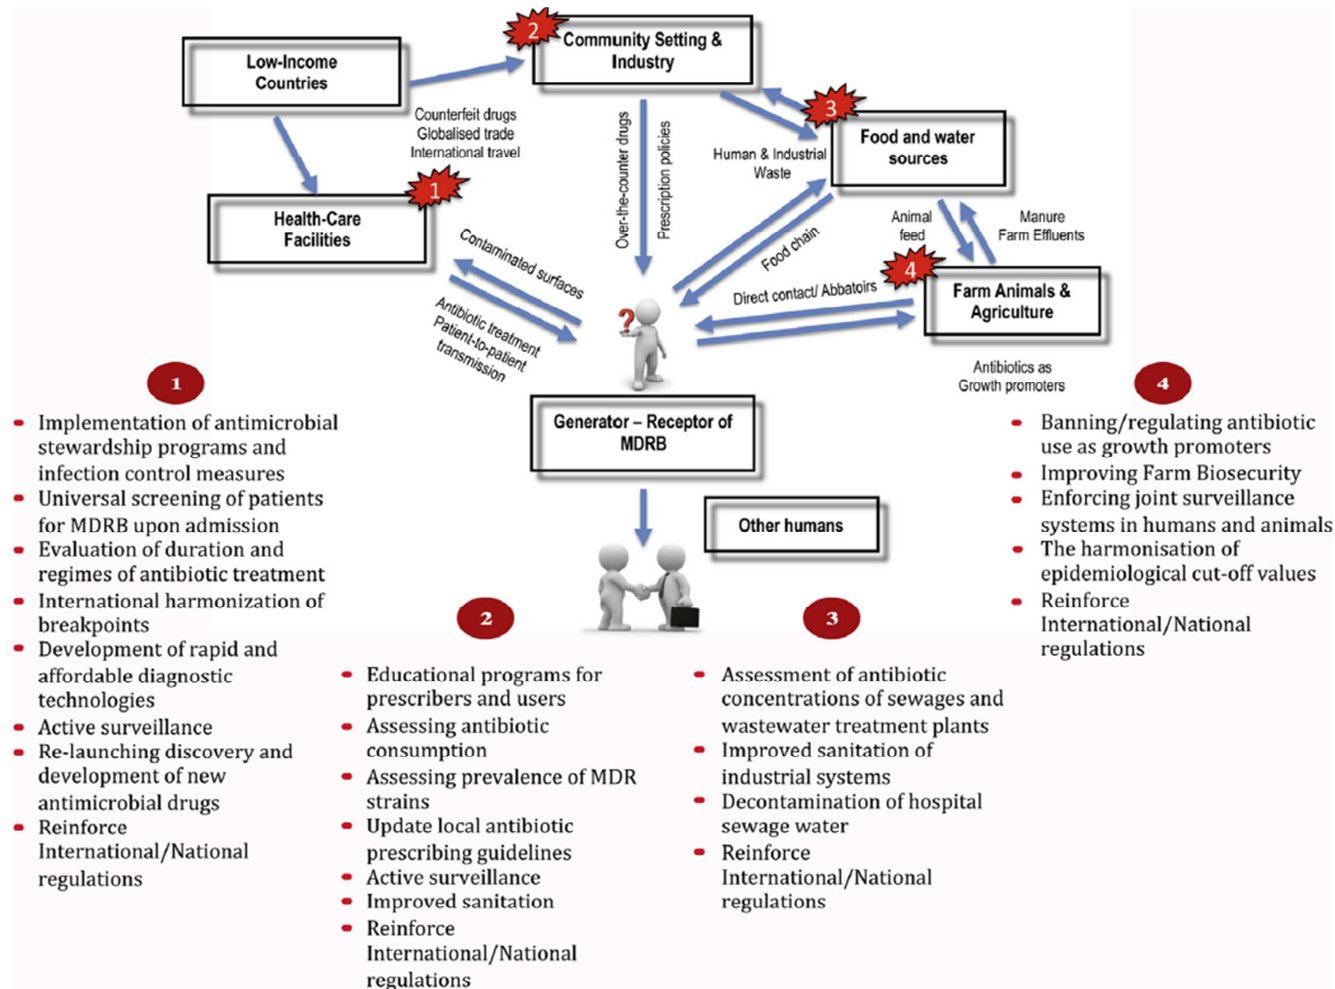 Low-Income
Countries
2
Community Setting &
Industry
Counterfeit drugs
Globalised trade
International travel
3
Food and water
sources
1
Health-Care
Facilities
Over-the-counter drugs
Prescription policies
Human & Industrial
Waste
Food chain
Animal
feed
Manure
Farm Effluents
4
Farm Animals &
Agriculture
Direct contact/ Abbatoirs
Antibiotics as
Growth promoters
Contaminated surfaces
Antibiotic treatment
Patient-to-patient
transmission
?
Generator – Receptor of
MDRB
Other humans
1
• Implementation of antimicrobial
stewardship programs and
infection control measures
• Universal screening of patients
for MDRB upon admission
• Evaluation of duration and
regimes of antibiotic treatment
• International harmonization of
breakpoints
• Development of rapid and
affordable diagnostic
technologies
• Active surveillance
• Re-launching discovery and
development of new
antimicrobial drugs
• Reinforce
International/National
regulations
2
• Educational programs for
prescribers and users
• Assessing antibiotic
consumption
• Assessing prevalence of MDR
strains
• Update local antibiotic
prescribing guidelines
• Active surveillance
• Improved sanitation
• Reinforce
International/National
regulations
3
• Assessment of antibiotic
concentrations of sewages and
wastewater treatment plants
• Improved sanitation of
industrial systems
• Decontamination of hospital
sewage water
• Reinforce
International/National
regulations
4
• Banning/regulating antibiotic
use as growth promoters
• Improving Farm Biosecurity
• Enforcing joint surveillance
systems in humans and animals
• The harmonisation of
epidemiological cut-off values
• Reinforce
International/National
regulations